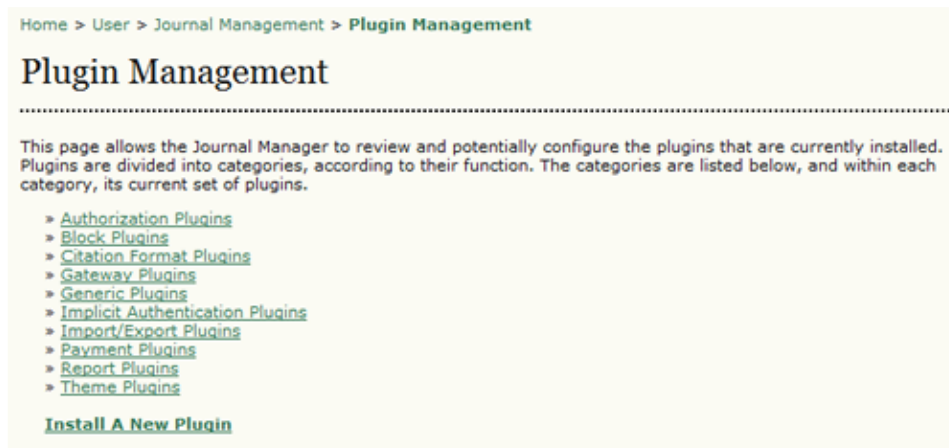 Home > User > Journal Management > Plugin Management
Plugin Management
This page allows the Journal Manager to review and potentially configure the plugins that are currently installed.
Plugins are divided into categories, according to their function. The categories are listed below, and within each
category, its current set of plugins.
» Authorization Plugins
» Block Plugins
» Citation Format Plugins
» Gateway Plugins
» Generic Plugins
» Implicit Authentication Plugins
» Import/Export Plugins
» Payment Plugins
» Report Plugins
» Theme Plugins
Install A New Plugin